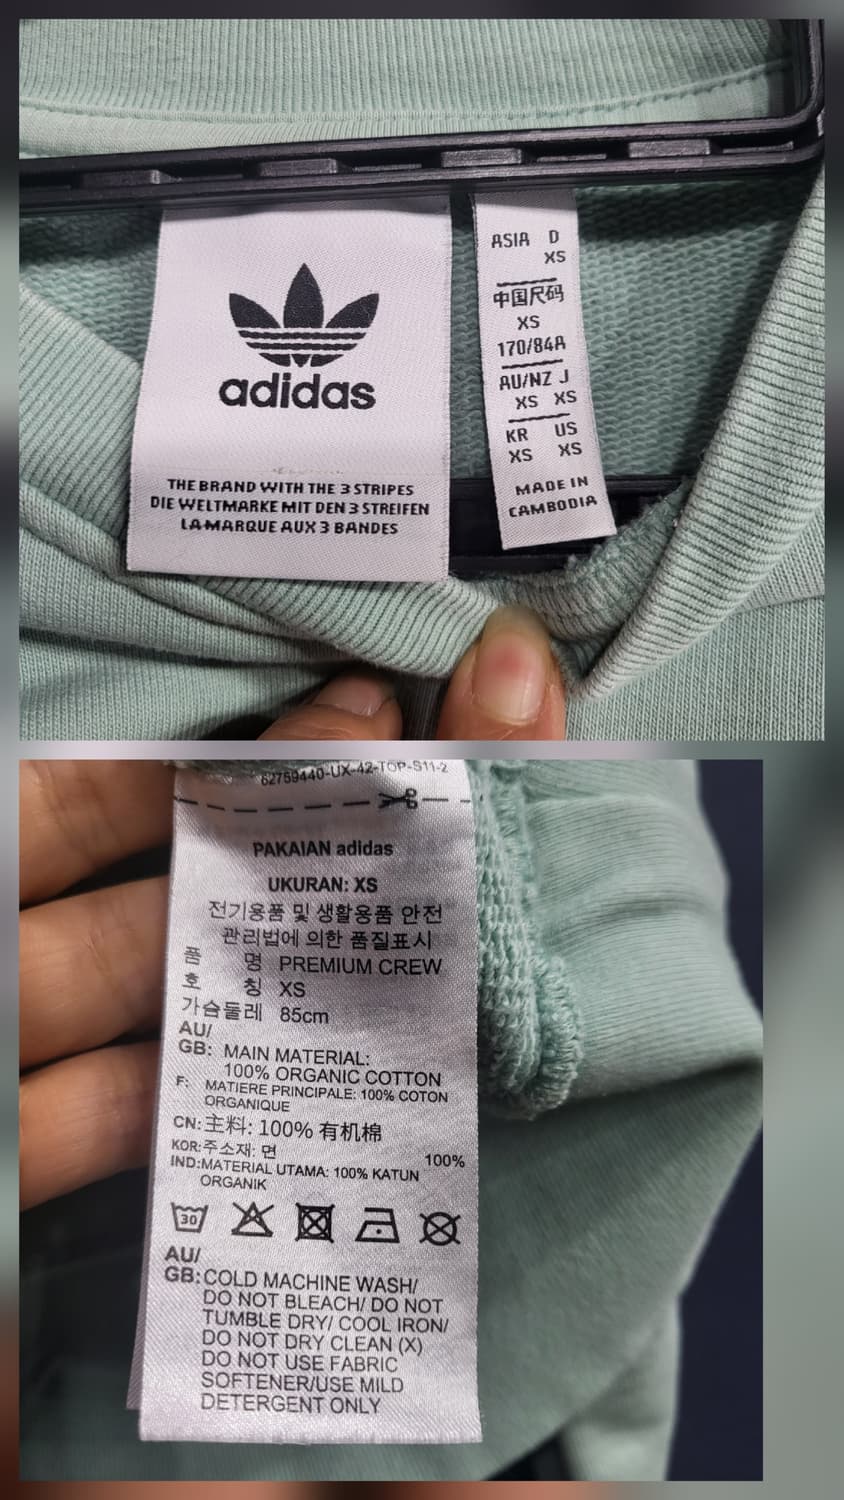 adidas
THE BRAND WITH THE 3 STRIPES
DIE WELTMARKE MIT DEN 3 STREIFEN
LA MARQUE AUX 3 BANDES
ASIA D
XS
中国尺码
XS
170/84A
AU/NZ J
XS XS
KR US
XS XS
MADE IN
CAMBODIA
62759440-UX-42-TOP-S11-2
PAKAIAN adidas
UKURAN: XS
전기용품 및 생활용품 안전
관리법에 의한 품질표시
품 명 PREMIUM CREW
호 칭 XS
가슴둘레 85cm
AU/
GB: MAIN MATERIAL:
100% ORGANIC COTTON
F: MATIERE PRINCIPALE: 100% COTON
ORGANIQUE
CN: 主料: 100% 有机棉
KOR: 주소재: 면 100%
IND: MATERIAL UTAMA: 100% KATUN
ORGANIK
30
AU/
GB: COLD MACHINE WASH/
DO NOT BLEACH/ DO NOT
TUMBLE DRY/ COOL IRON/
DO NOT DRY CLEAN (X)
DO NOT USE FABRIC
SOFTENER/USE MILD
DETERGENT ONLY